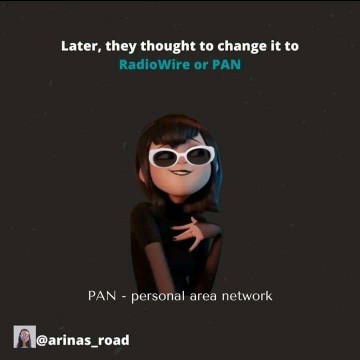 Later, they thought to change it to
RadioWire or PAN
PAN - personal area network
@arinas_road